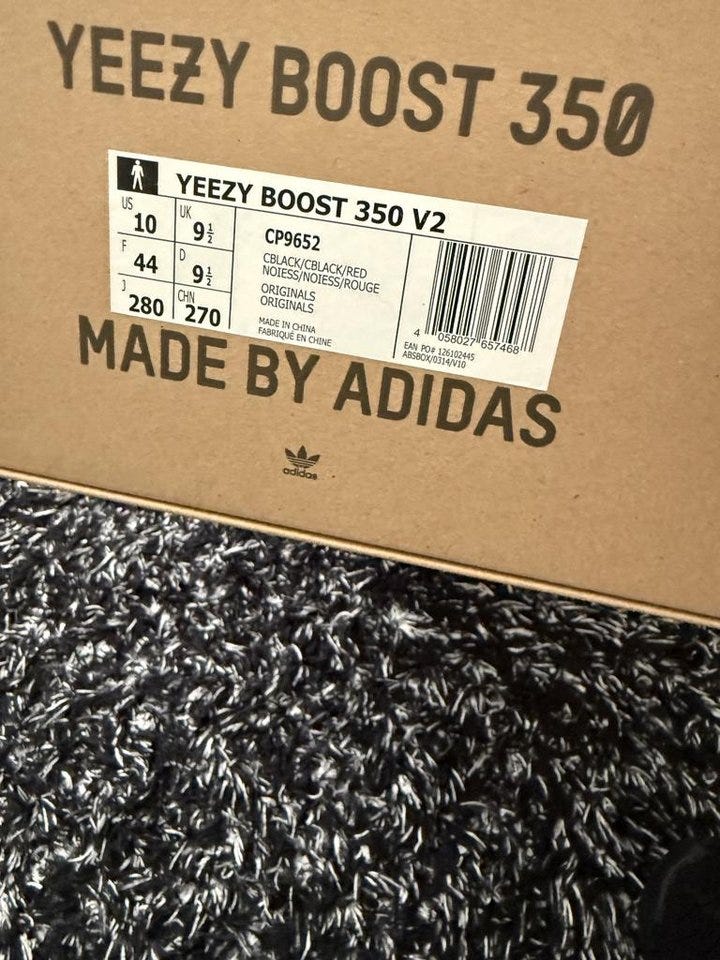 YEEZY BOOST 350
YEEZY BOOST 350 V2
US
10
UK
9½
F
44
D
9½
J
280
CHN
270
CP9652
CBLACK/CBLACK/RED
NOIESS/NOIESS/ROUGE
ORIGINALS
ORIGINALS
MADE IN CHINA
FABRIQUÉ EN CHINE
4 058027 657468
EAN PO# 126102445
ABSBOX/0314/V10
MADE BY ADIDAS
adidas